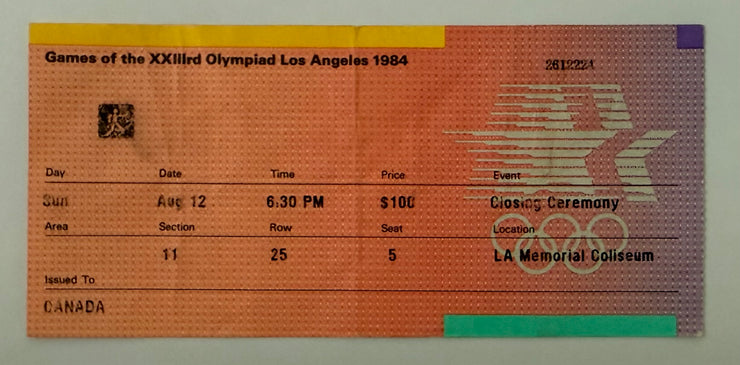 Games of the XXIIIrd Olympiad Los Angeles 1984
2612224
Day Date Time Price Event
Sun Aug 12 6:30 PM $100 Closing Ceremony
Area Section Row Seat Location
11 25 5 LA Memorial Coliseum
Issued To
CANADA